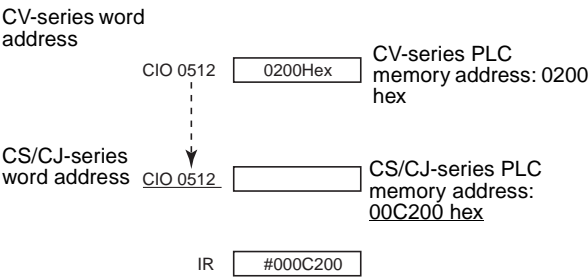 CV-series word
address
CIO 0512
0200Hex
CV-series PLC
memory address: 0200
hex
CS/CJ-series
word address
CIO 0512
CS/CJ-series PLC
memory address:
00C200 hex
IR
#000C200